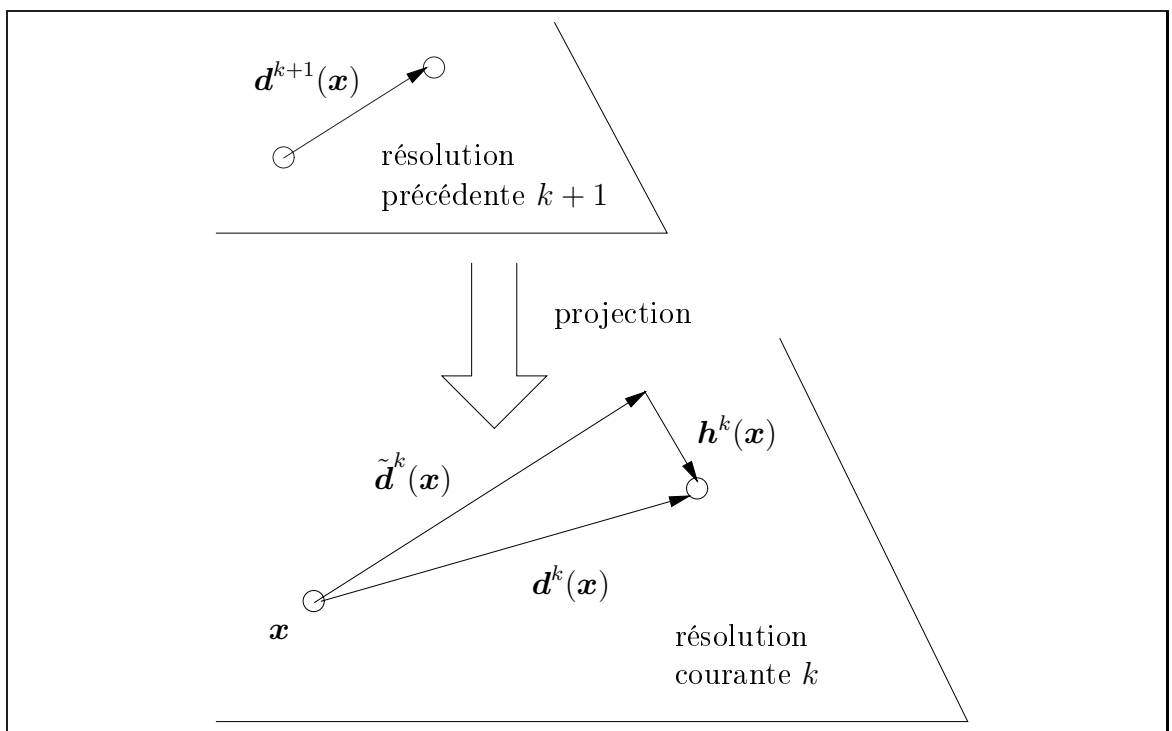 d^{k+1}(x)
résolution
précédente k + 1
projection
h^k(x)
d̃^k(x)
d^k(x)
x
résolution
courante k